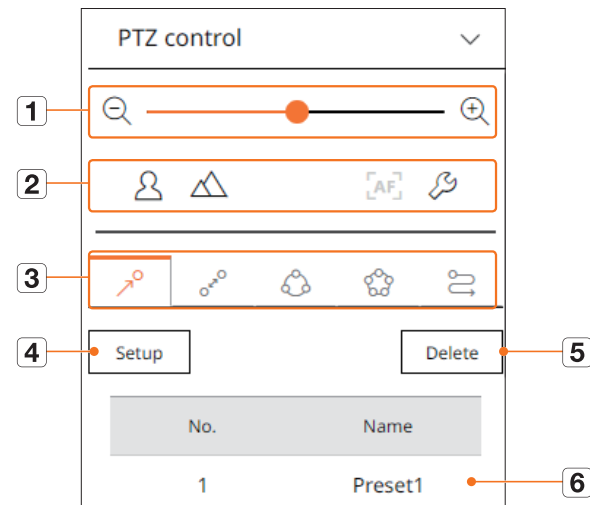 PTZ control
1
2
AF
3
4
Setup
Delete
5
No.
Name
1
Preset1
6